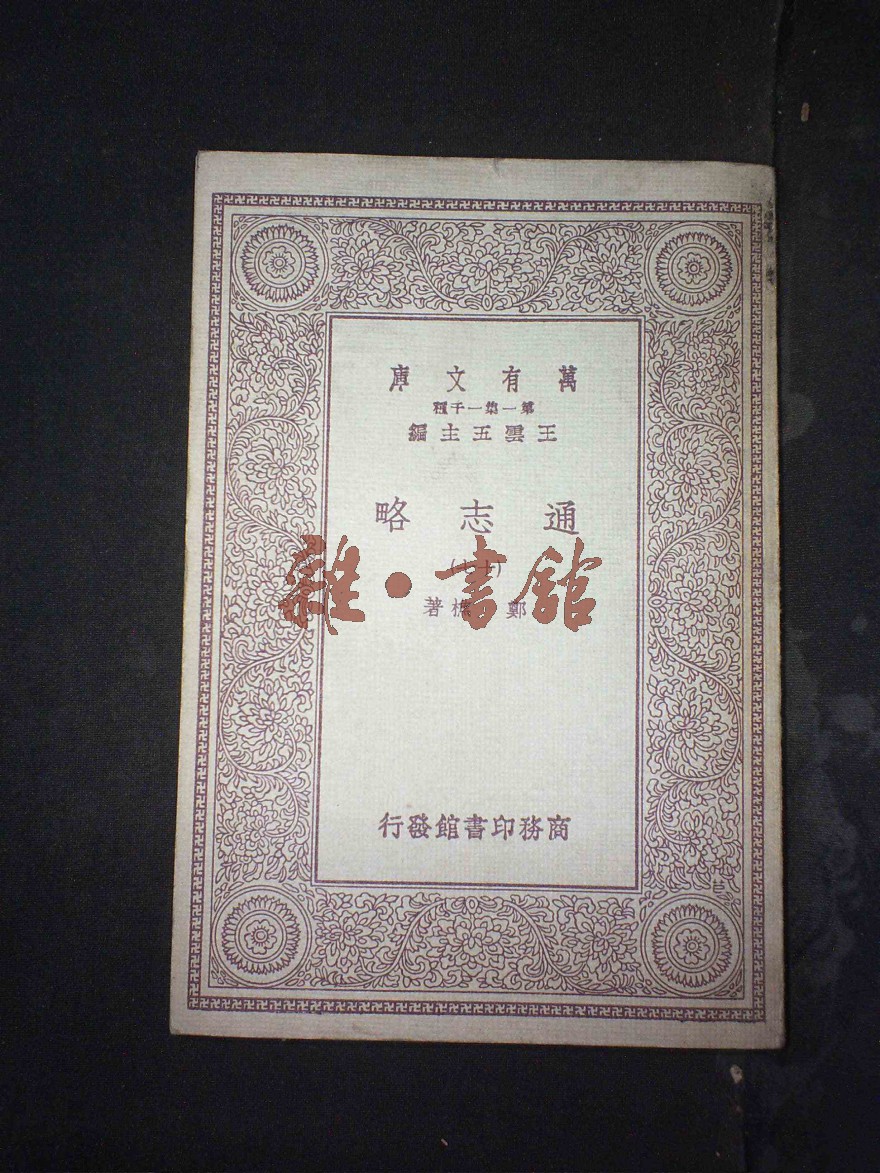 萬有文庫
第一集一千種
王雲五主編
通志略
鄭樵著
雜·書館
商務印書館發行